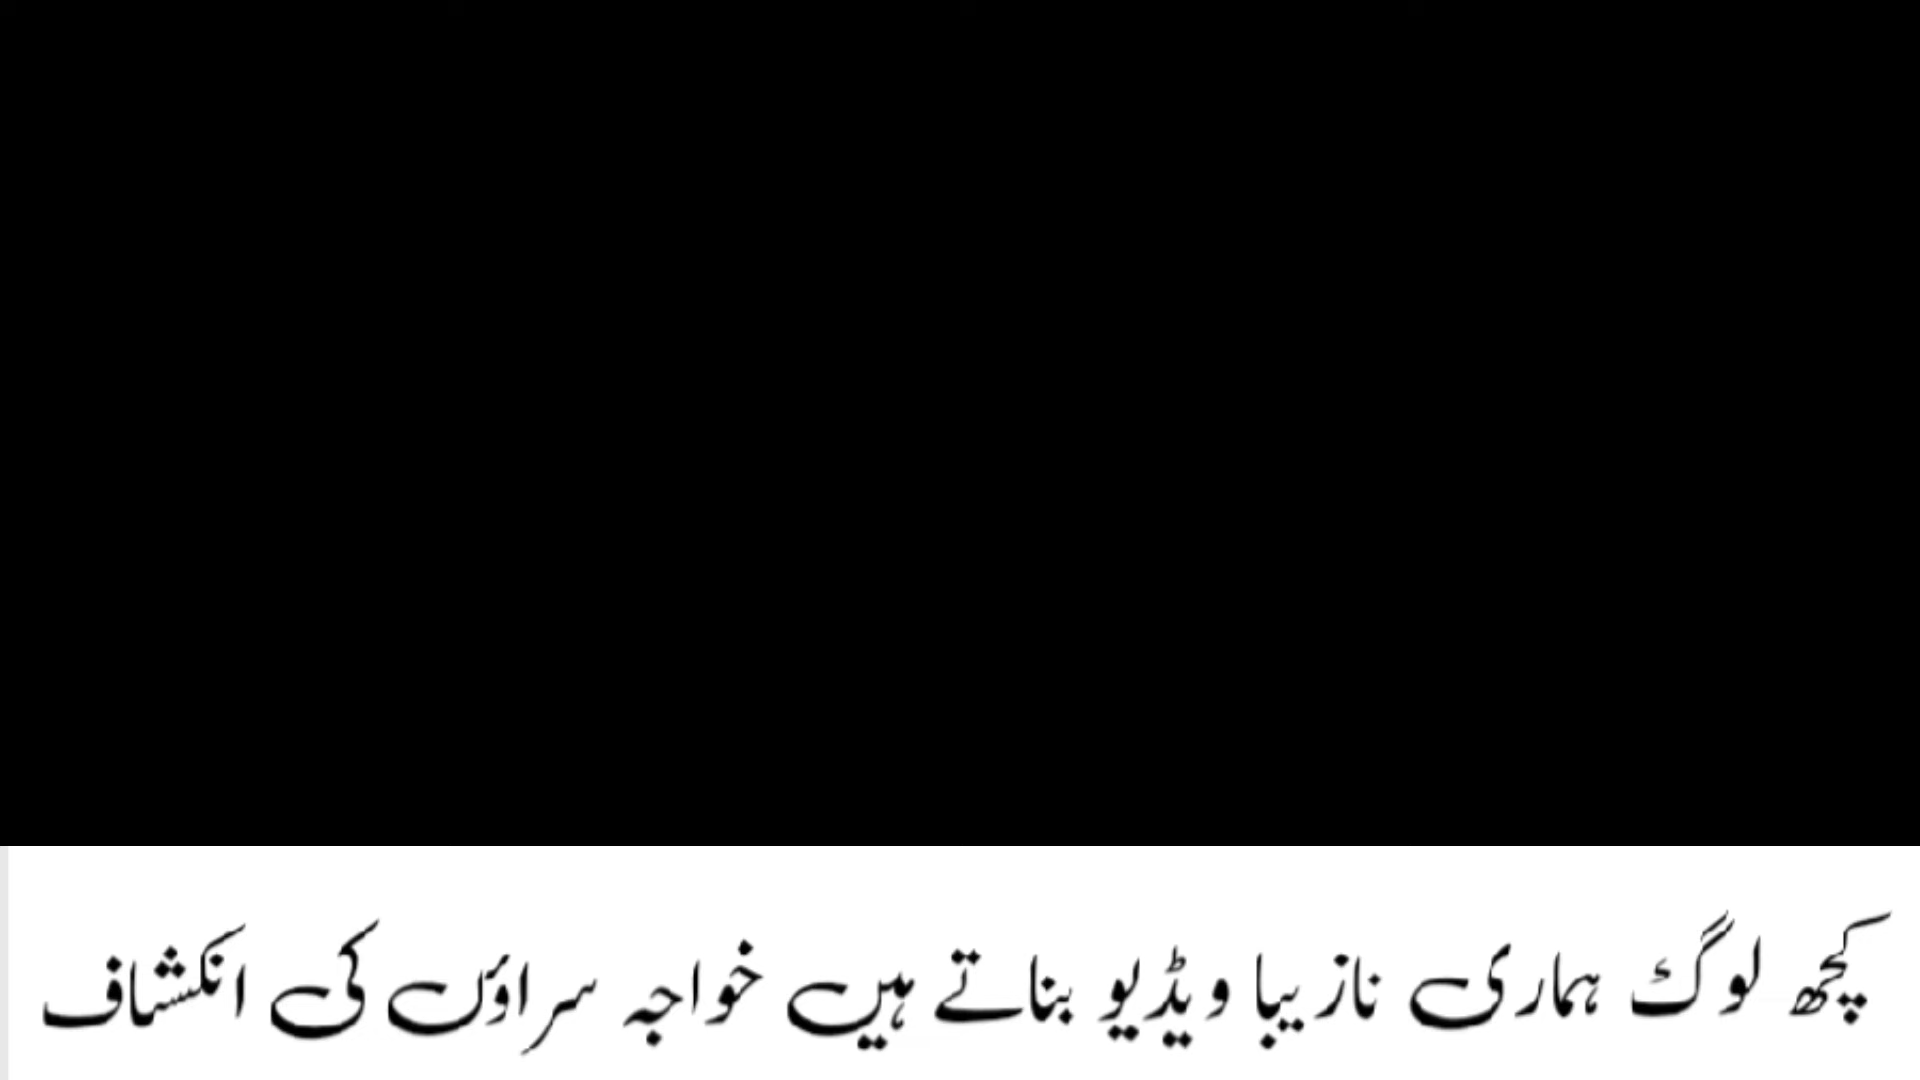 کچھ لوگ ہماری نازیبا ویڈیو بناتے ہیں خواجہ سراؤں کی انکشاف